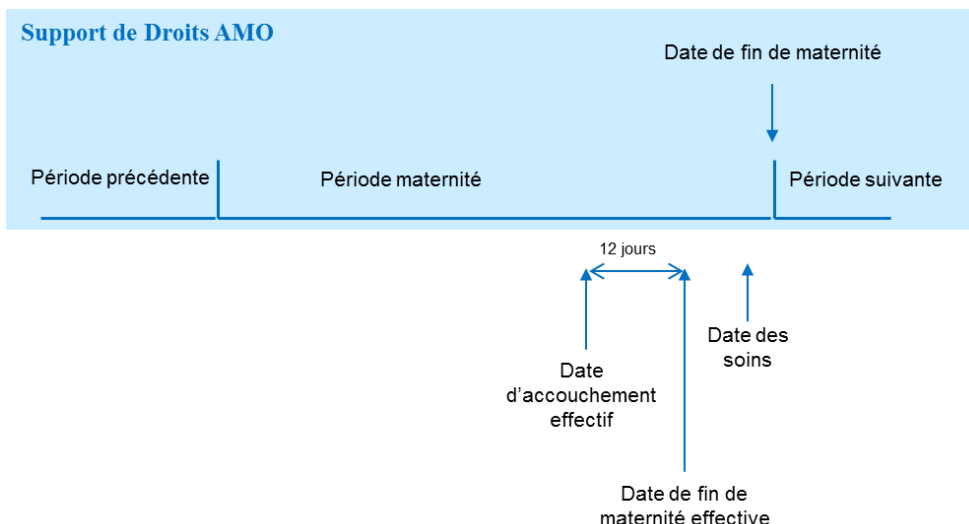 Support de Droits AMO
Date de fin de maternité
Période précédente
Période maternité
Période suivante
12 jours
Date des
soins
Date
d'accouchement
effectif
Date de fin de
maternité effective